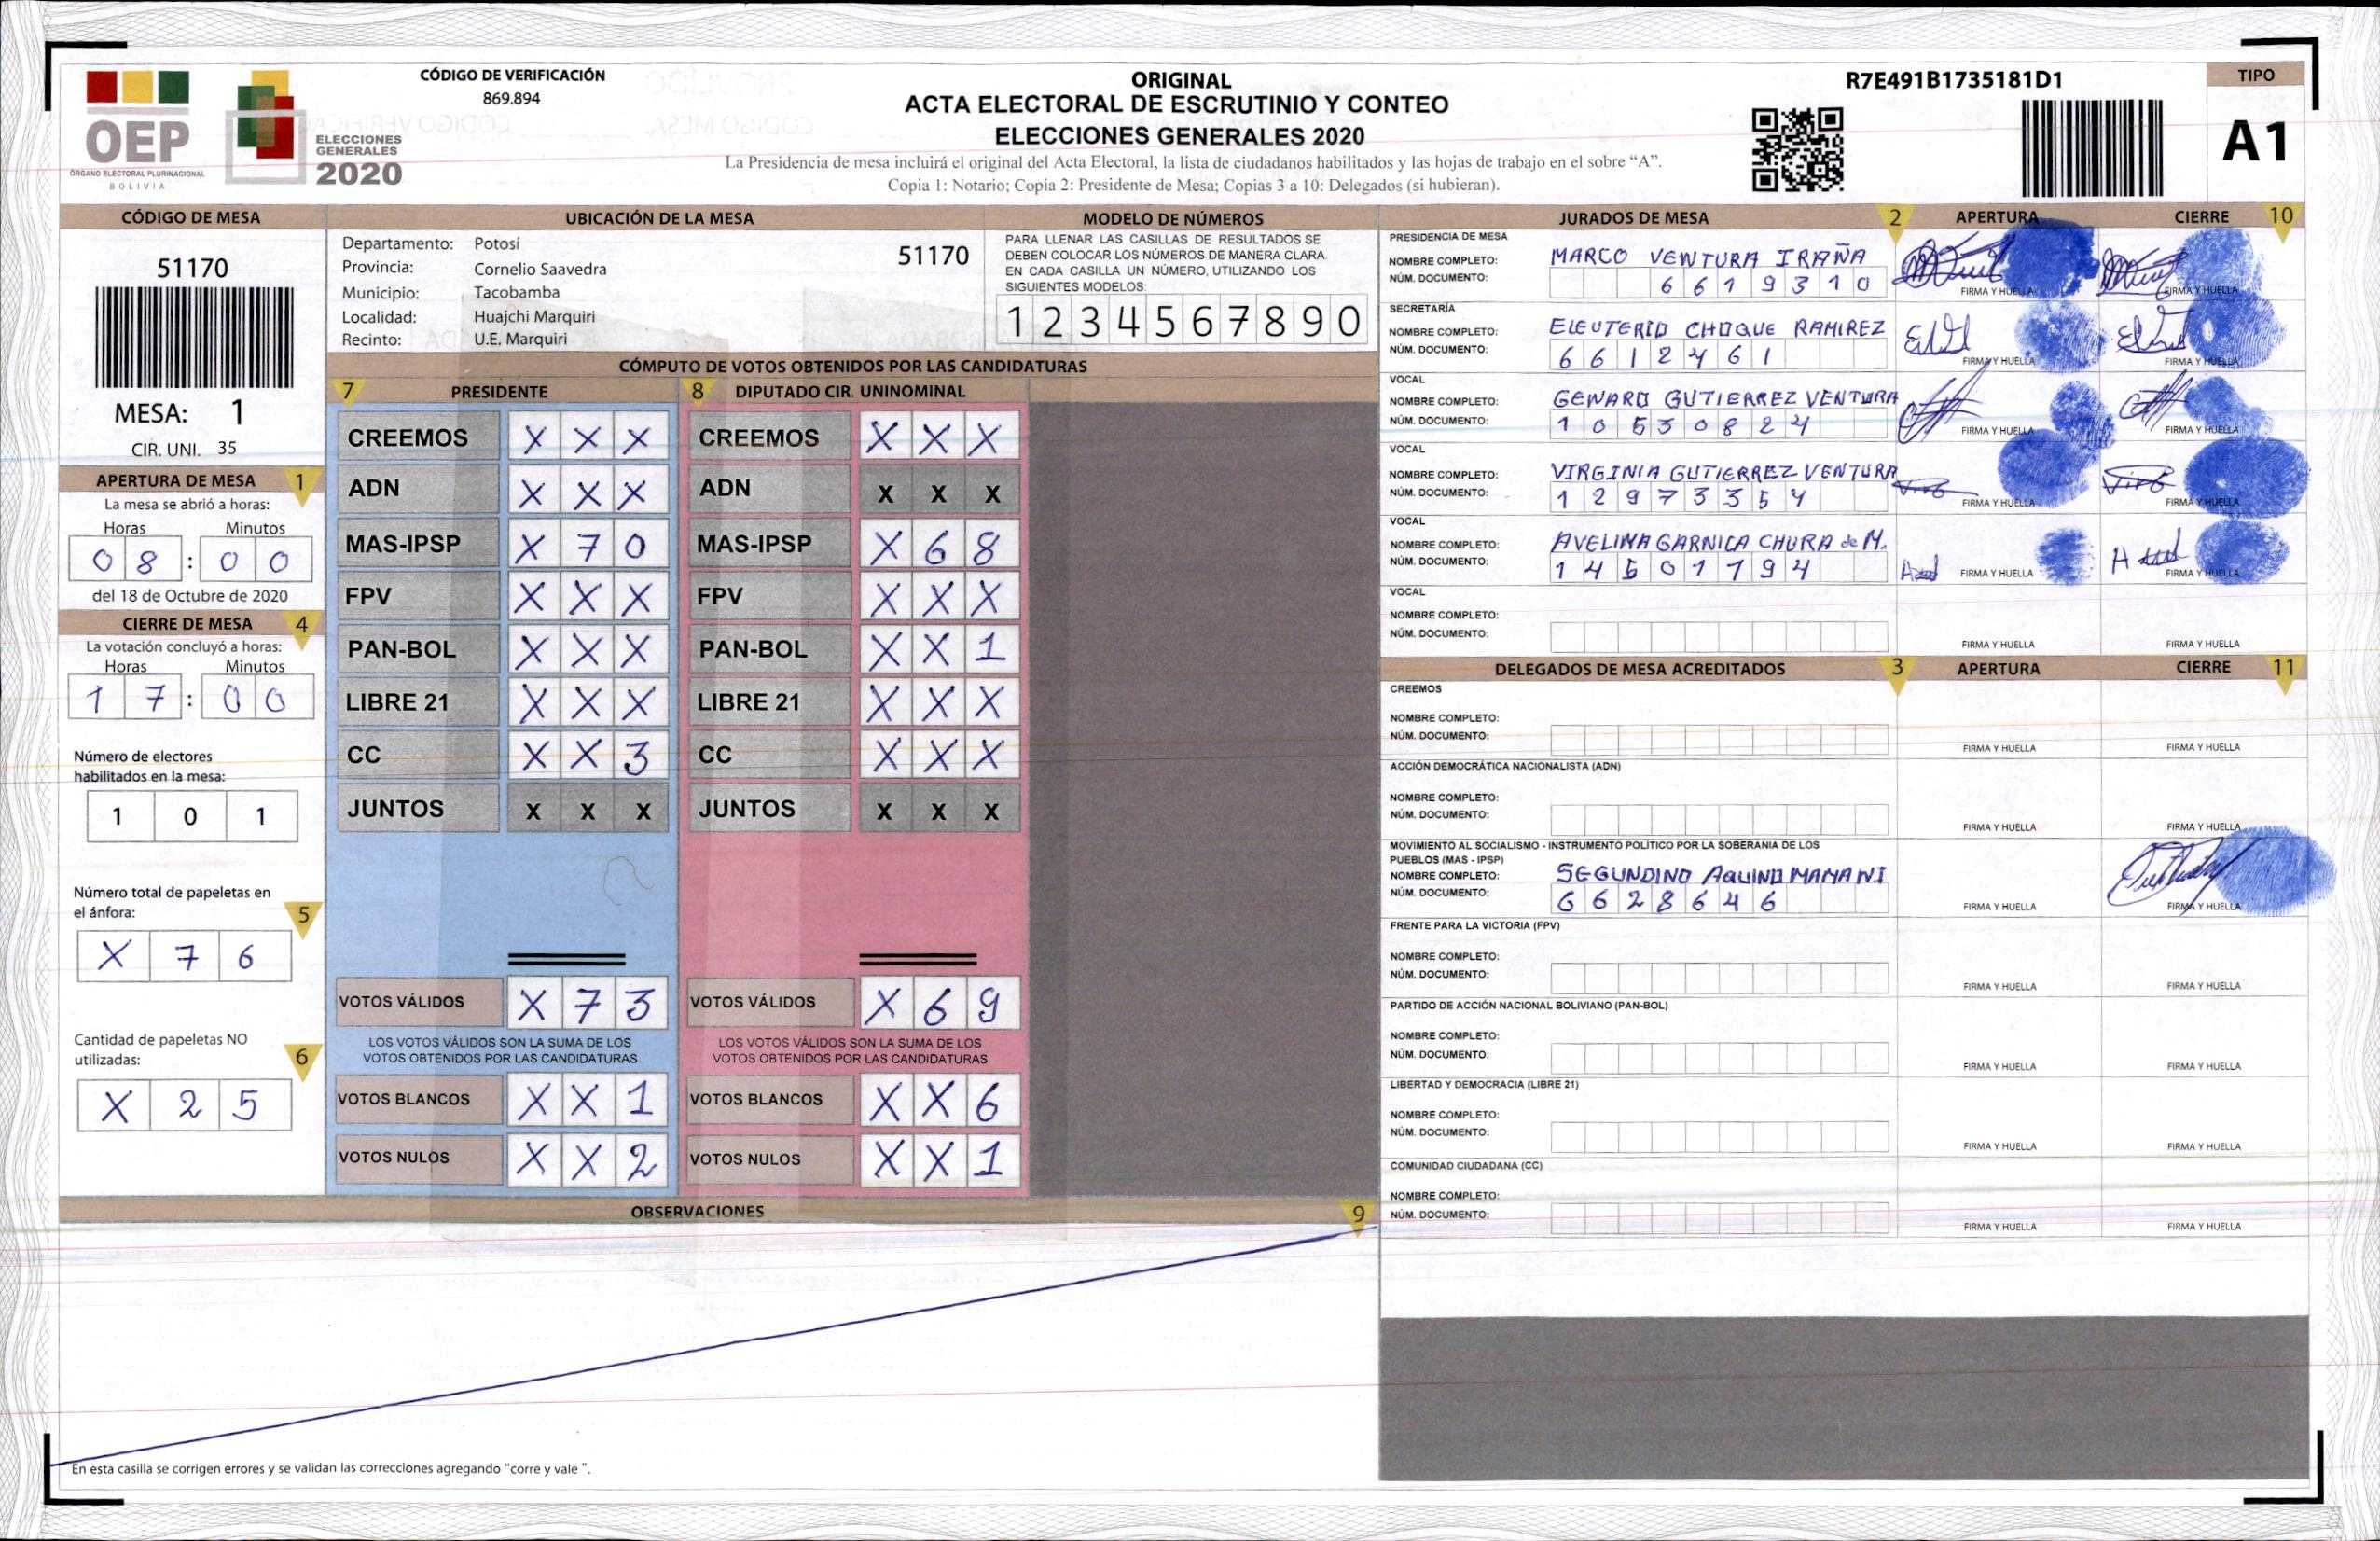 OEP
ÓRGANO ELECTORAL PLURINACIONAL
BOLIVIA
ELECCIONES
GENERALES
2020
CÓDIGO DE VERIFICACIÓN
869.894
ORIGINAL
ACTA ELECTORAL DE ESCRUTINIO Y CONTEO
ELECCIONES GENERALES 2020
La Presidencia de mesa incluirá el original del Acta Electoral, la lista de ciudadanos habilitados y las hojas de trabajo en el sobre “A”.
Copia 1: Notario; Copia 2: Presidente de Mesa; Copias 3 a 10: Delegados (si hubieran).
R7E491B1735181D1
TIPO
A1
CÓDIGO DE MESA
51170
MESA: 1
CIR. UNI. 35
APERTURA DE MESA 1
La mesa se abrió a horas:
Horas Minutos
0 8 : 0 0
del 18 de Octubre de 2020
CIERRE DE MESA 4
La votación concluyó a horas:
Horas Minutos
1 7 : 0 0
Número de electores
habilitados en la mesa:
1 0 1
Número total de papeletas en
el ánfora: 5
X 7 6
Cantidad de papeletas NO
utilizadas: 6
X 2 5
UBICACIÓN DE LA MESA
Departamento: Potosí 51170
Provincia: Cornelio Saavedra
Municipio: Tacobamba
Localidad: Huajchi Marquiri
Recinto: U.E. Marquiri
MODELO DE NÚMEROS
PARA LLENAR LAS CASILLAS DE RESULTADOS SE
DEBEN COLOCAR LOS NÚMEROS DE MANERA CLARA.
EN CADA CASILLA UN NÚMERO, UTILIZANDO LOS
SIGUIENTES MODELOS:
1 2 3 4 5 6 7 8 9 0
CÓMPUTO DE VOTOS OBTENIDOS POR LAS CANDIDATURAS
7 PRESIDENTE 8 DIPUTADO CIR. UNINOMINAL
CREEMOS X X X CREEMOS X X X
ADN X X X ADN X X X
MAS-IPSP X 7 0 MAS-IPSP X 6 8
FPV X X X FPV X X X
PAN-BOL X X X PAN-BOL X X 1
LIBRE 21 X X X LIBRE 21 X X X
CC X X 3 CC X X X
JUNTOS X X X JUNTOS X X X
VOTOS VÁLIDOS X 7 3 VOTOS VÁLIDOS X 6 9
LOS VOTOS VÁLIDOS SON LA SUMA DE LOS LOS VOTOS VÁLIDOS SON LA SUMA DE LOS
VOTOS OBTENIDOS POR LAS CANDIDATURAS VOTOS OBTENIDOS POR LAS CANDIDATURAS
VOTOS BLANCOS X X 1 VOTOS BLANCOS X X 6
VOTOS NULOS X X 2 VOTOS NULOS X X 1
OBSERVACIONES 9
En esta casilla se corrigen errores y se validan las correcciones agregando "corre y vale ".
JURADOS DE MESA 2 APERTURA CIERRE 10
PRESIDENCIA DE MESA
NOMBRE COMPLETO: MARCO VENTURA IRAÑA
NÚM. DOCUMENTO: 6 6 1 9 3 1 0
FIRMA Y HUELLA FIRMA Y HUELLA
SECRETARÍA
NOMBRE COMPLETO: ELEUTERIO CHOQUE RAMIREZ
NÚM. DOCUMENTO: 6 6 1 2 4 6 1
FIRMA Y HUELLA FIRMA Y HUELLA
VOCAL
NOMBRE COMPLETO: GENARO GUTIERREZ VENTURA
NÚM. DOCUMENTO: 1 0 5 3 0 8 2 4
FIRMA Y HUELLA FIRMA Y HUELLA
VOCAL
NOMBRE COMPLETO: VIRGINIA GUTIERREZ VENTURA
NÚM. DOCUMENTO: 1 2 9 7 3 3 5 4
FIRMA Y HUELLA FIRMA Y HUELLA
VOCAL
NOMBRE COMPLETO: AVELINA GARNICA CHURA de M.
NÚM. DOCUMENTO: 1 4 5 0 1 7 9 4
FIRMA Y HUELLA FIRMA Y HUELLA
VOCAL
NOMBRE COMPLETO:
NÚM. DOCUMENTO:
FIRMA Y HUELLA FIRMA Y HUELLA
DELEGADOS DE MESA ACREDITADOS 3 APERTURA CIERRE 11
CREEMOS
NOMBRE COMPLETO:
NÚM. DOCUMENTO:
FIRMA Y HUELLA FIRMA Y HUELLA
ACCIÓN DEMOCRÁTICA NACIONALISTA (ADN)
NOMBRE COMPLETO:
NÚM. DOCUMENTO:
FIRMA Y HUELLA FIRMA Y HUELLA
MOVIMIENTO AL SOCIALISMO - INSTRUMENTO POLÍTICO POR LA SOBERANIA DE LOS
PUEBLOS (MAS - IPSP)
NOMBRE COMPLETO: SEGUNDINO AQUINO MAMANI
NÚM. DOCUMENTO: 6 6 2 8 6 4 6
FIRMA Y HUELLA FIRMA Y HUELLA
FRENTE PARA LA VICTORIA (FPV)
NOMBRE COMPLETO:
NÚM. DOCUMENTO:
FIRMA Y HUELLA FIRMA Y HUELLA
PARTIDO DE ACCIÓN NACIONAL BOLIVIANO (PAN-BOL)
NOMBRE COMPLETO:
NÚM. DOCUMENTO:
FIRMA Y HUELLA FIRMA Y HUELLA
LIBERTAD Y DEMOCRACIA (LIBRE 21)
NOMBRE COMPLETO:
NÚM. DOCUMENTO:
FIRMA Y HUELLA FIRMA Y HUELLA
COMUNIDAD CIUDADANA (CC)
NOMBRE COMPLETO:
NÚM. DOCUMENTO:
FIRMA Y HUELLA FIRMA Y HUELLA